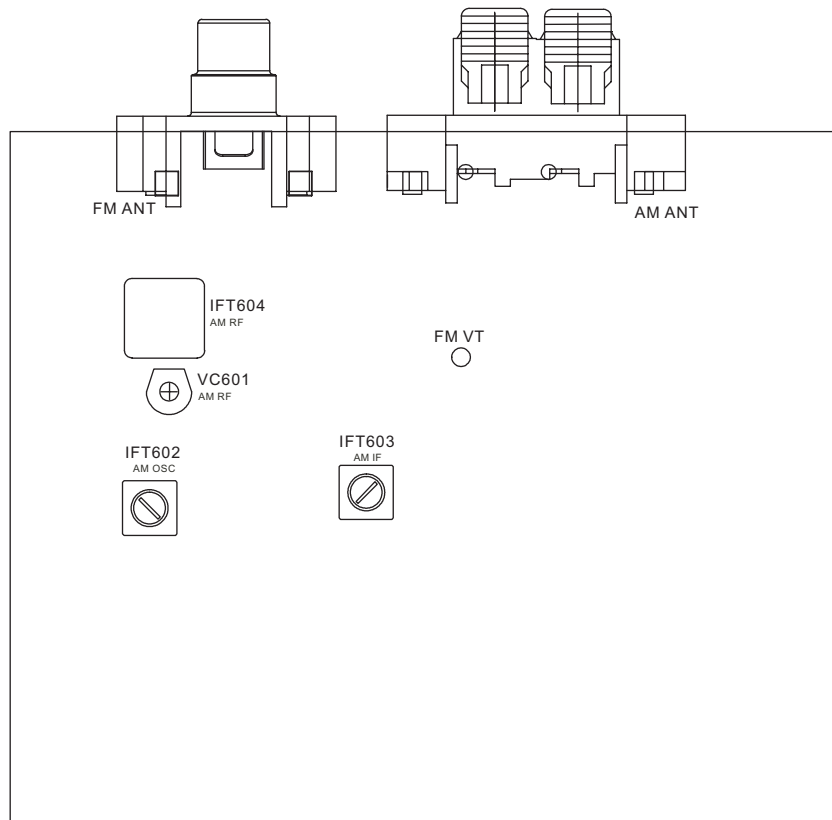 FM ANT
AM ANT
IFT604
AM RF
FM VT
VC601
AM RF
IFT602
AM OSC
IFT603
AM IF